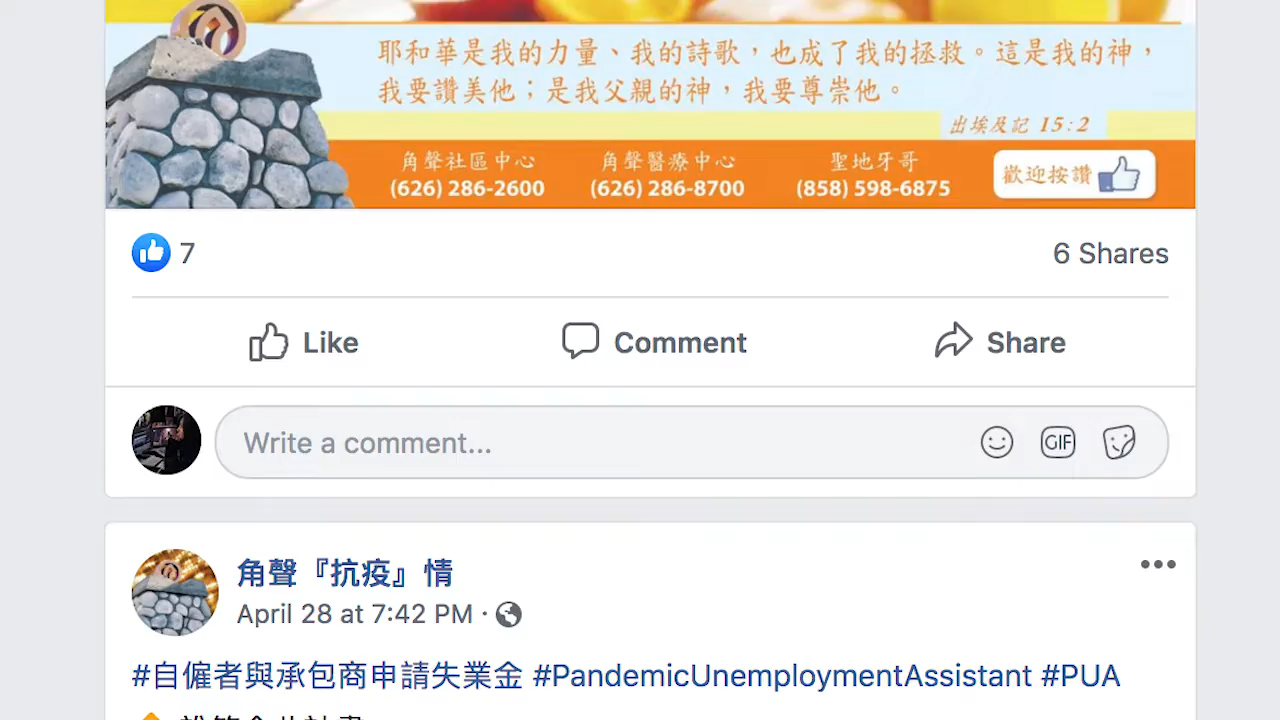 耶和華是我的力量、我的詩歌，也成了我的拯救。這是我的神，
我要讚美他；是我父親的神，我要尊崇他。
出埃及記 15:2
角聲社區中心 角聲醫療中心 聖地牙哥
(626) 286-2600 (626) 286-8700 (858) 598-6875
歡迎按讚
7 6 Shares
Like Comment Share
Write a comment...
GIF
角聲『抗疫』情
April 28 at 7:42 PM ·
#自僱者與承包商申請失業金 #PandemicUnemploymentAssistant #PUA